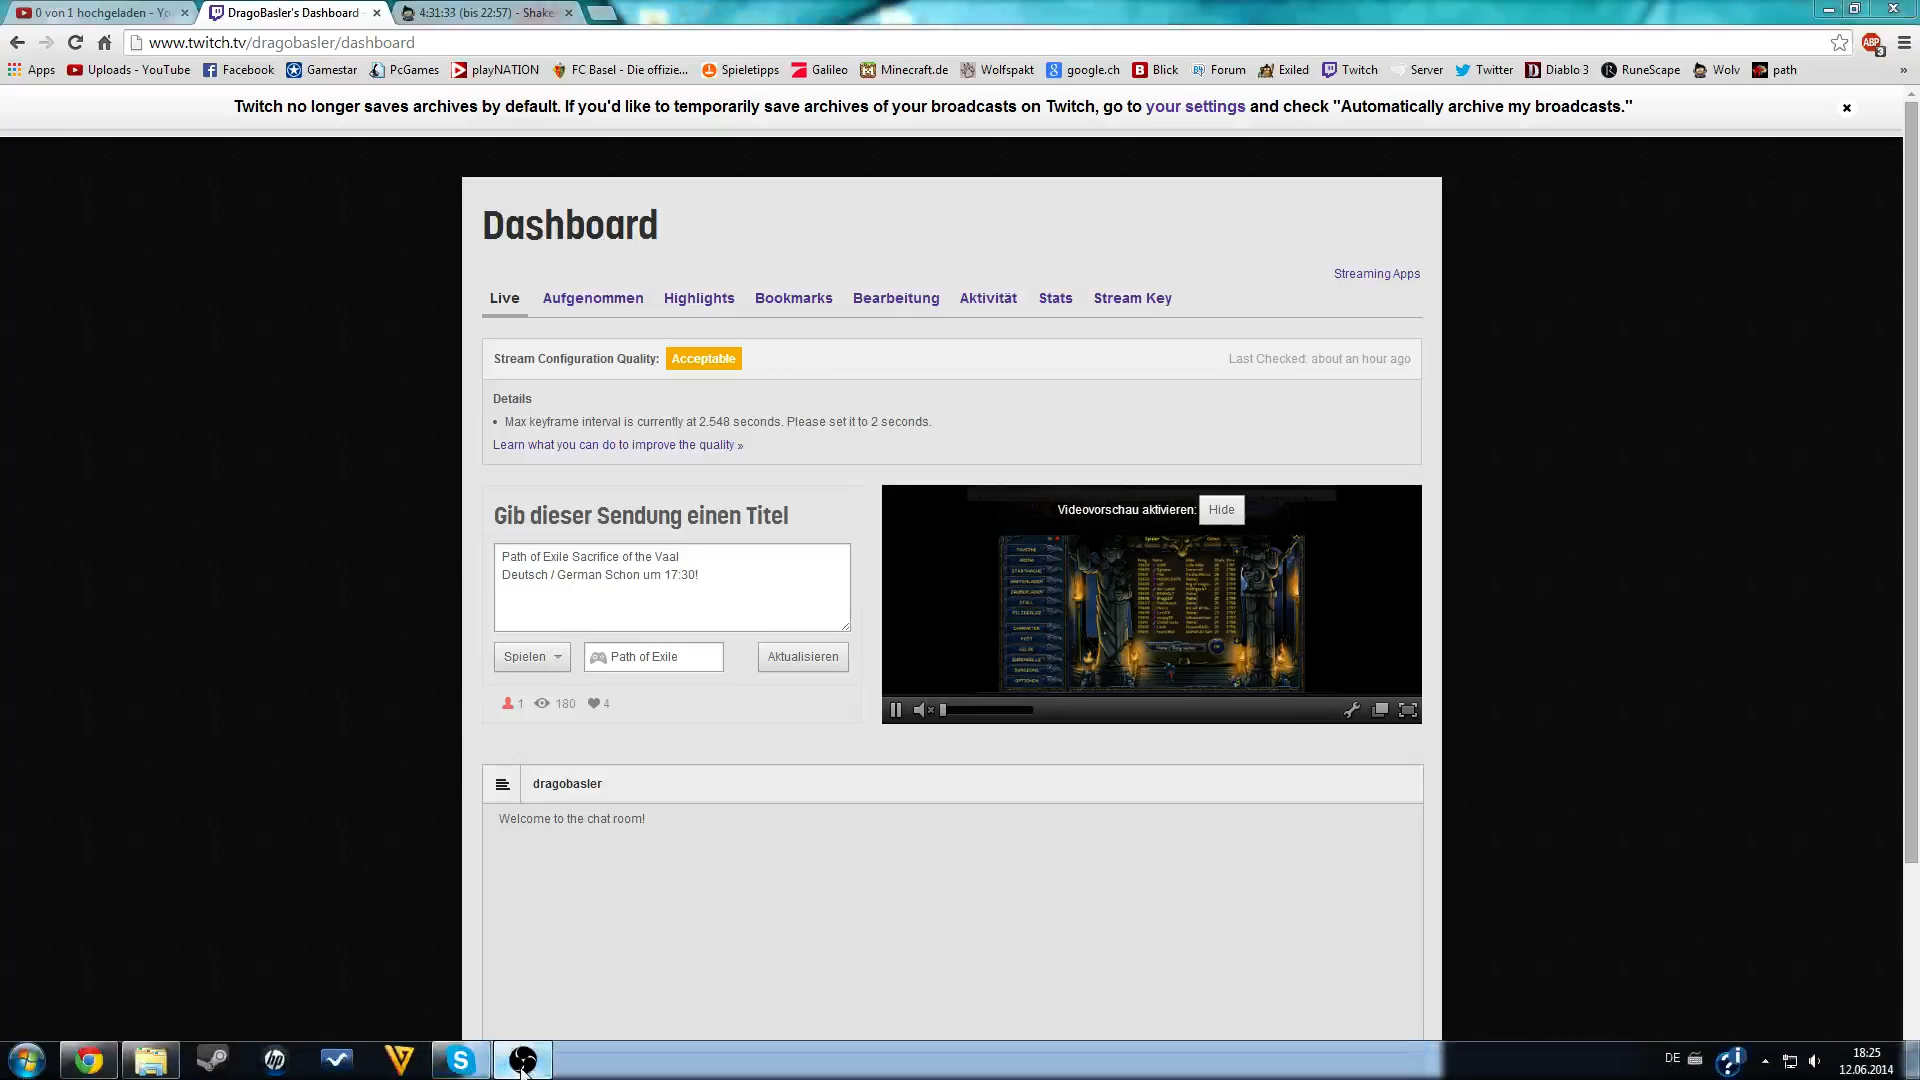 0 von 1 hochgeladen - Yo
DragoBasler's Dashboard
4:31:33 (bis 22:57) - Shake
www.twitch.tv/dragobasler/dashboard
ABP
3
Apps
Uploads - YouTube
Facebook
Gamestar
PcGames
playNATION
FC Basel - Die offizie...
Spieletipps
Galileo
Minecraft.de
Wolfspakt
google.ch
Blick
Forum
Exiled
Twitch
Server
Twitter
Diablo 3
RuneScape
Wolv
path
Twitch no longer saves archives by default. If you'd like to temporarily save archives of your broadcasts on Twitch, go to your settings and check "Automatically archive my broadcasts."
Dashboard
Streaming Apps
Live
Aufgenommen
Highlights
Bookmarks
Bearbeitung
Aktivität
Stats
Stream Key
Stream Configuration Quality: Acceptable
Last Checked: about an hour ago
Details
• Max keyframe interval is currently at 2.548 seconds. Please set it to 2 seconds.
Learn what you can do to improve the quality »
Gib dieser Sendung einen Titel
Path of Exile Sacrifice of the Vaal
Deutsch / German Schon um 17:30!
Spielen
Path of Exile
Aktualisieren
1
180
4
Videovorschau aktivieren: Hide
dragobasler
Welcome to the chat room!
DE
18:25
12.06.2014